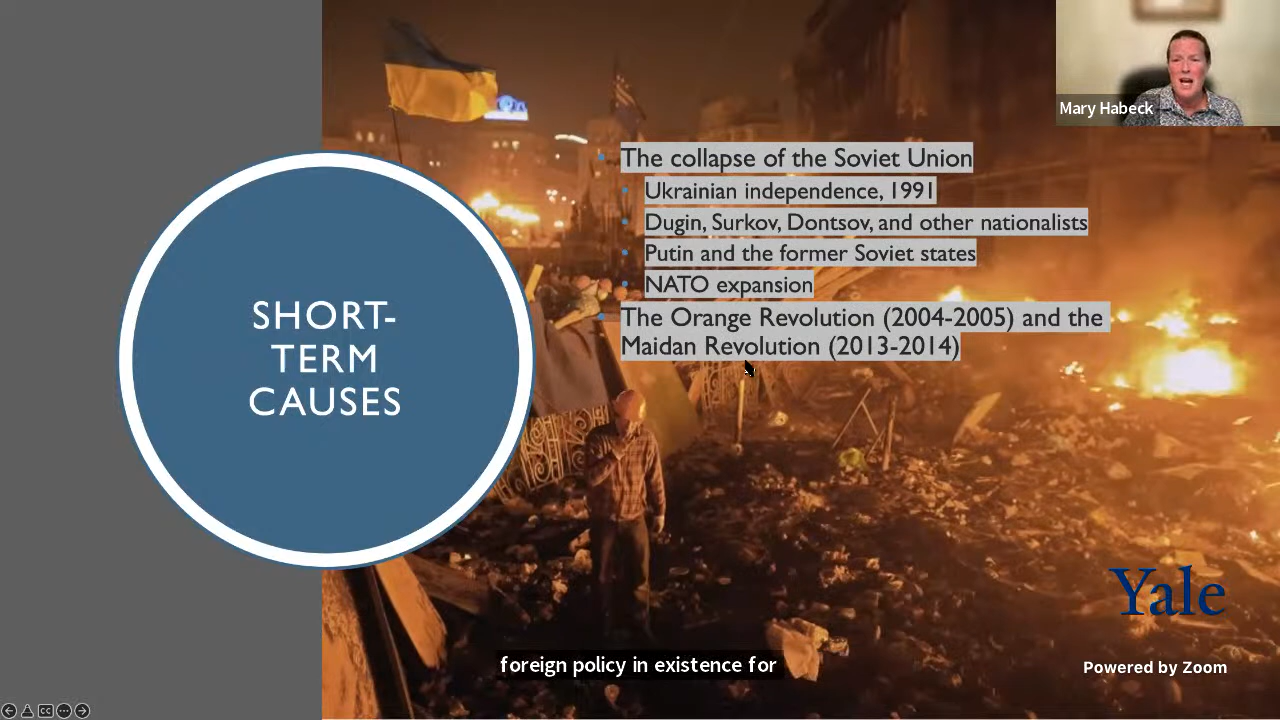 Mary Habeck
SHORT-
TERM
CAUSES
The collapse of the Soviet Union
Ukrainian independence, 1991
Dugin, Surkov, Dontsov, and other nationalists
Putin and the former Soviet states
NATO expansion
The Orange Revolution (2004-2005) and the
Maidan Revolution (2013-2014)
Yale
foreign policy in existence for
Powered by Zoom
CC